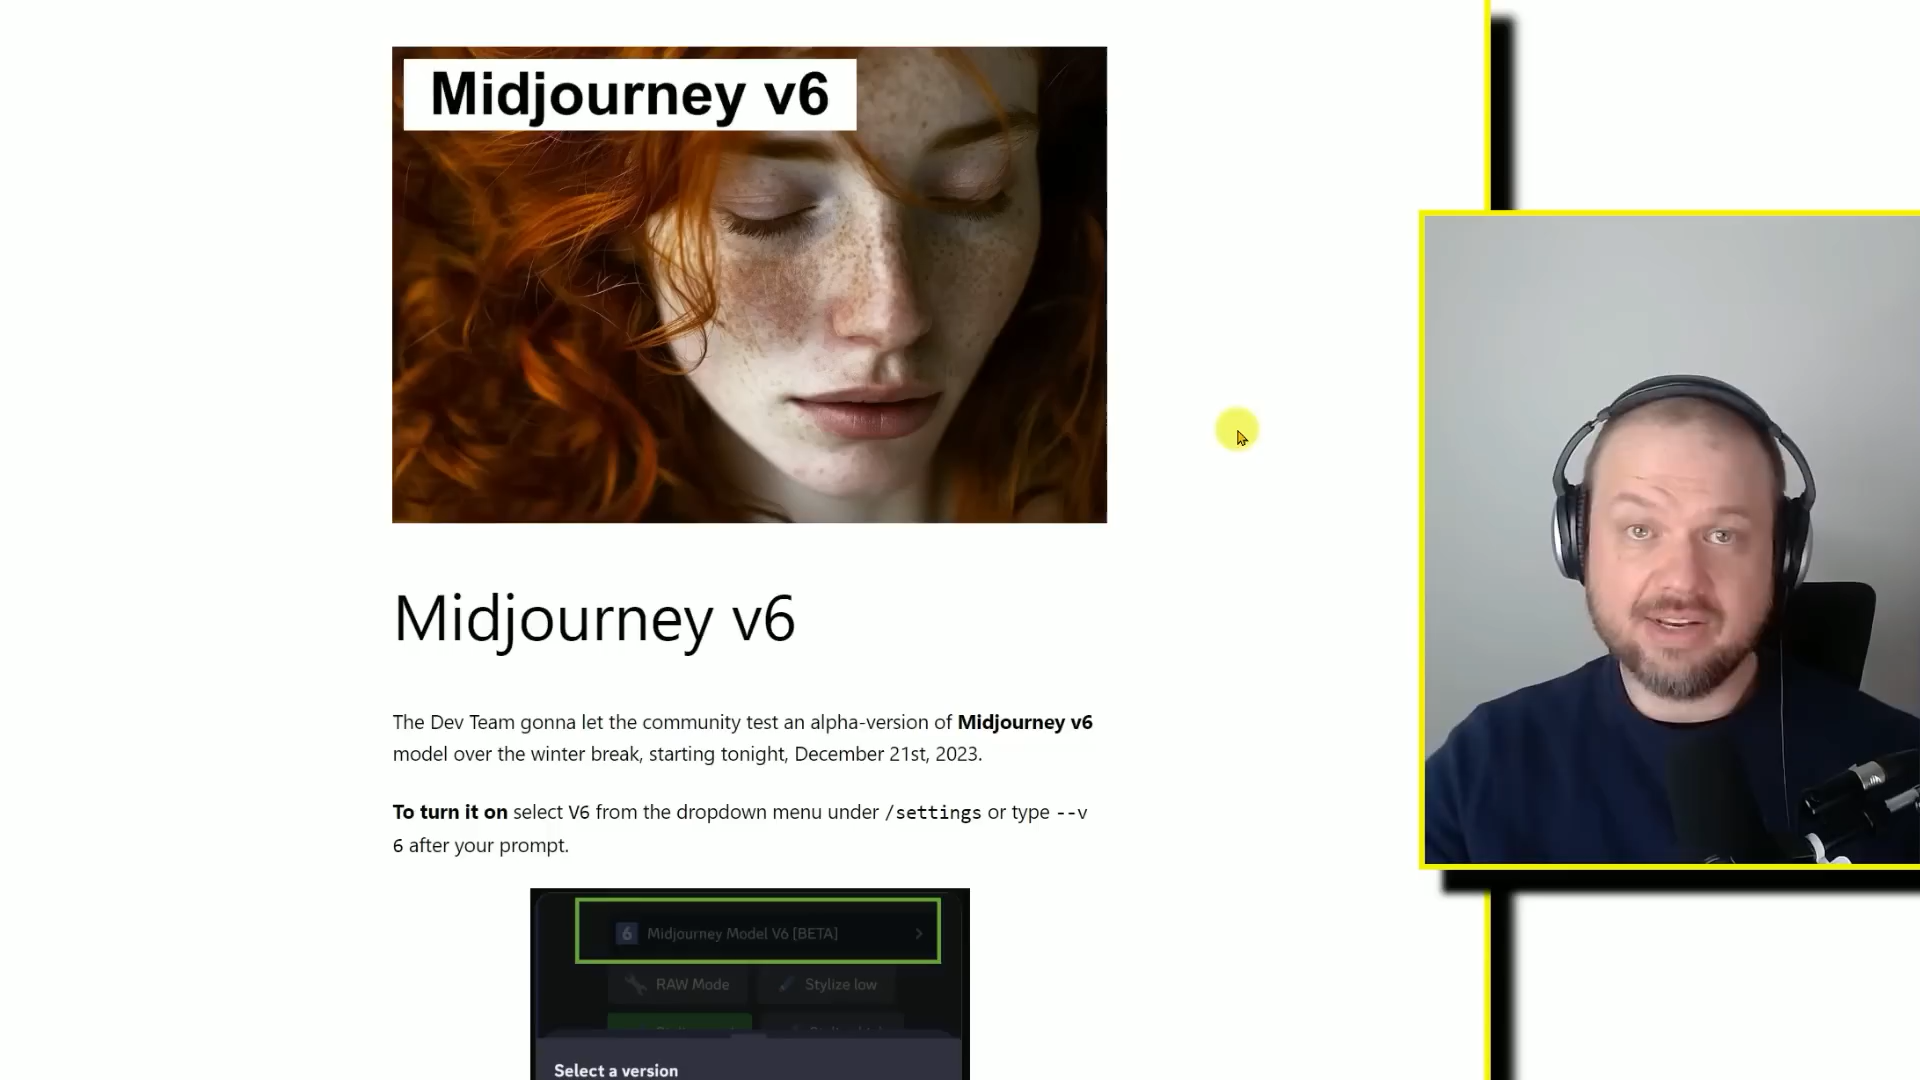 Midjourney v6
Midjourney v6
The Dev Team gonna let the community test an alpha-version of Midjourney v6
model over the winter break, starting tonight, December 21st, 2023.
To turn it on select V6 from the dropdown menu under /settings or type --v
6 after your prompt.
6 Midjourney Model V6 [BETA]
RAW Mode Stylize low
Select a version